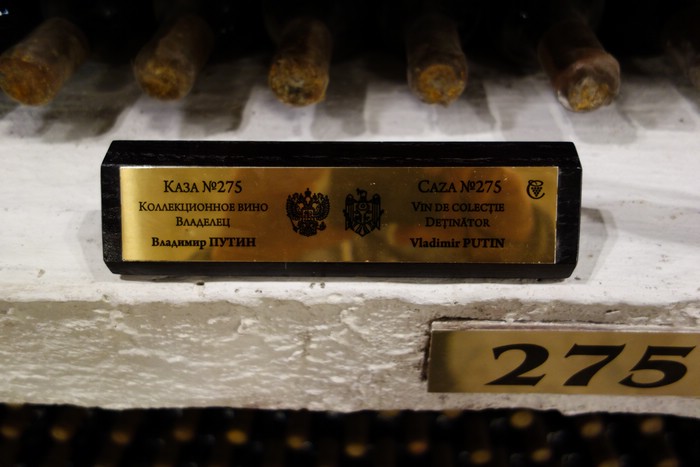 КАЗА №275
КОЛЛЕКЦИОННОЕ ВИНО
ВЛАДЕЛЕЦ
Владимир ПУТИН
CAZA №275
VIN DE COLECȚIE
DEȚINĂTOR
Vladimir PUTIN
275